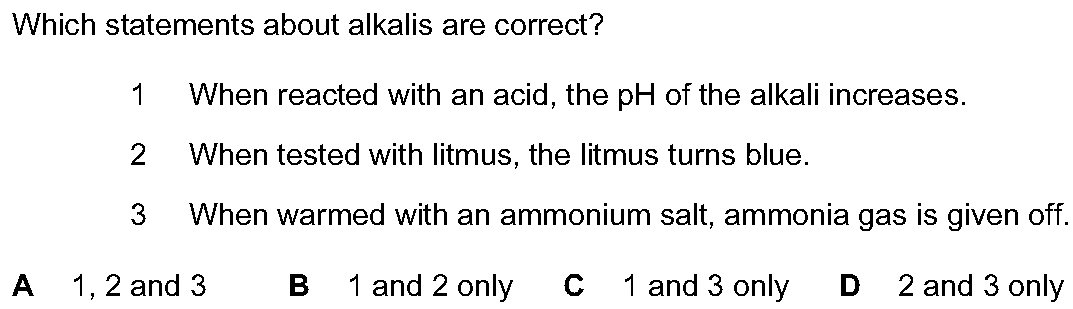 Which statements about alkalis are correct?
1 When reacted with an acid, the pH of the alkali increases.
2 When tested with litmus, the litmus turns blue.
3 When warmed with an ammonium salt, ammonia gas is given off.
A 1, 2 and 3 B 1 and 2 only C 1 and 3 only D 2 and 3 only